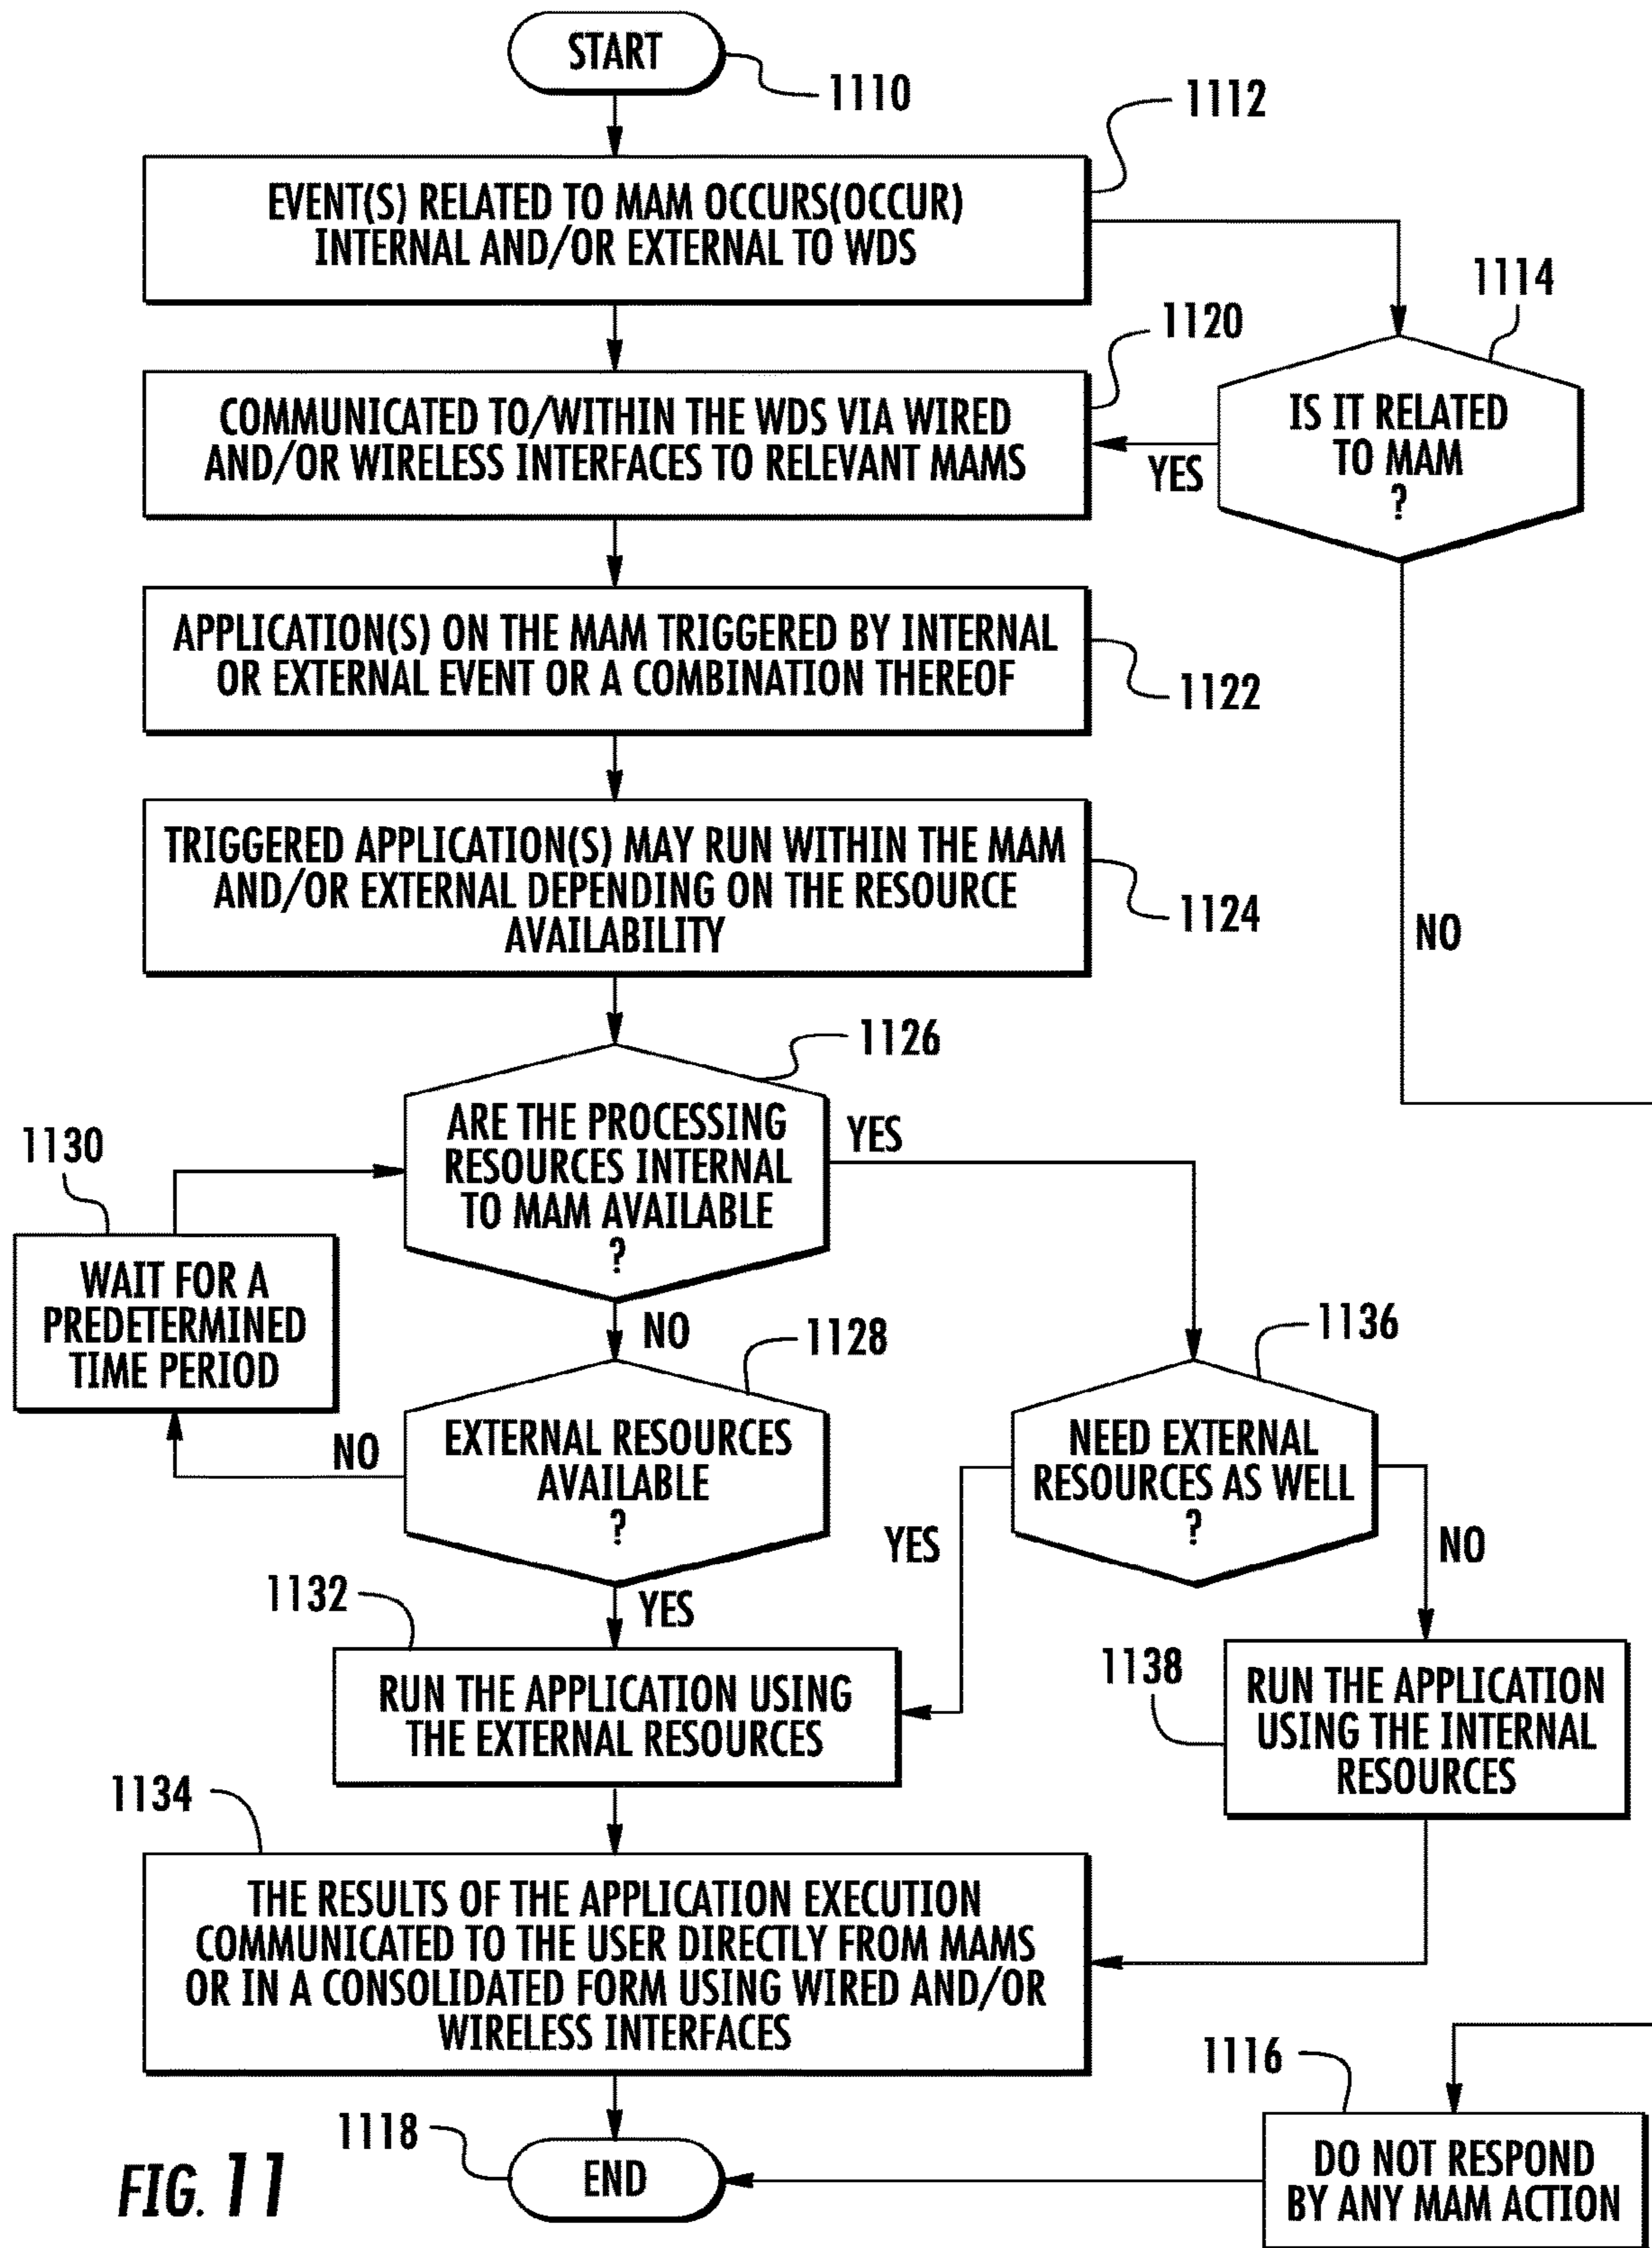 START
1110
1112
EVENT(S) RELATED TO MAM OCCURS(OCCUR)
INTERNAL AND/OR EXTERNAL TO WDS
1114
IS IT RELATED
TO MAM
?
YES
NO
1120
COMMUNICATED TO/WITHIN THE WDS VIA WIRED
AND/OR WIRELESS INTERFACES TO RELEVANT MAMS
APPLICATION(S) ON THE MAM TRIGGERED BY INTERNAL
OR EXTERNAL EVENT OR A COMBINATION THEREOF
1122
TRIGGERED APPLICATION(S) MAY RUN WITHIN THE MAM
AND/OR EXTERNAL DEPENDING ON THE RESOURCE
AVAILABILITY
1124
1126
ARE THE PROCESSING
RESOURCES INTERNAL
TO MAM AVAILABLE
?
YES
NO
1130
WAIT FOR A
PREDETERMINED
TIME PERIOD
1128
EXTERNAL RESOURCES
AVAILABLE
?
NO
YES
1136
NEED EXTERNAL
RESOURCES AS WELL
?
YES
NO
1132
RUN THE APPLICATION USING
THE EXTERNAL RESOURCES
1138
RUN THE APPLICATION
USING THE INTERNAL
RESOURCES
1134
THE RESULTS OF THE APPLICATION EXECUTION
COMMUNICATED TO THE USER DIRECTLY FROM MAMS
OR IN A CONSOLIDATED FORM USING WIRED AND/OR
WIRELESS INTERFACES
1116
DO NOT RESPOND
BY ANY MAM ACTION
1118
END
FIG. 11